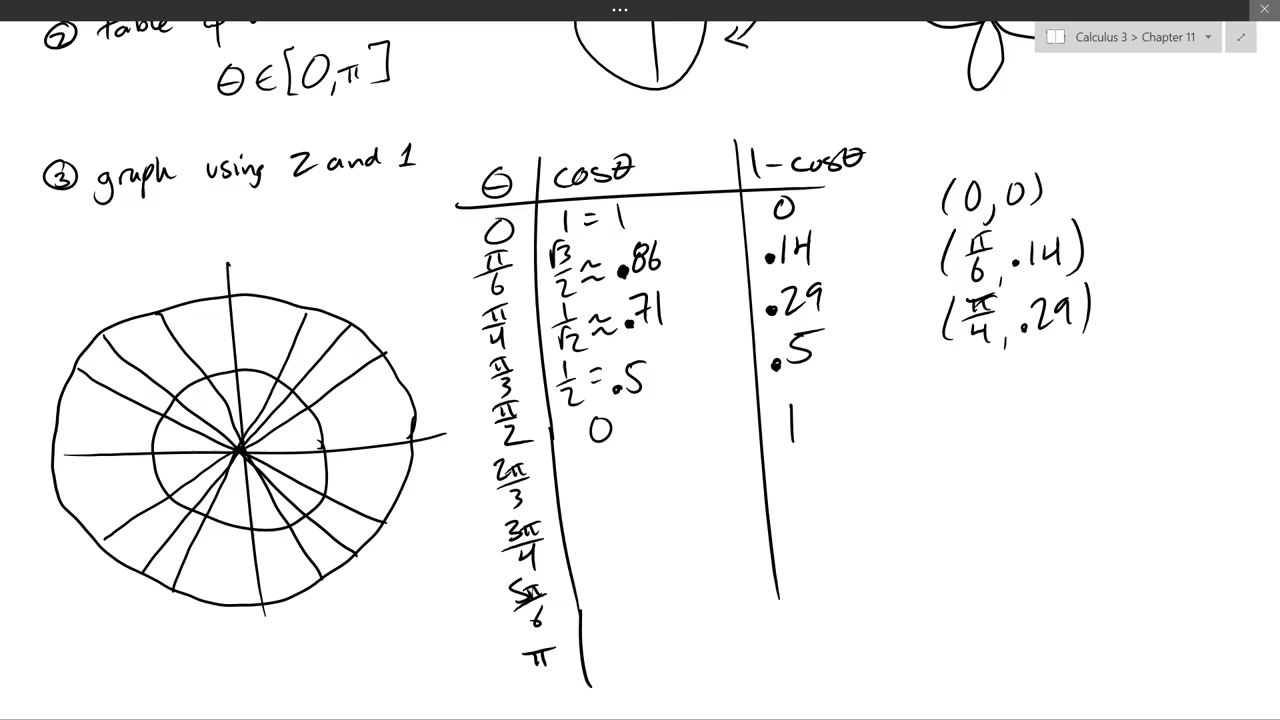 ...
Calculus 3 > Chapter 11
② table
θ ∈ [0, π]
③ graph using 2 and 1
θ cosθ 1 - cosθ
0 1 = 1 0 (0, 0)
π/6 √3/2 ≈ .86 .14 (π/6, .14)
π/4 1/√2 ≈ .71 .29 (π/4, .29)
π/3 1/2 = .5 .5
π/2 0 1
2π/3
3π/4
5π/6
π